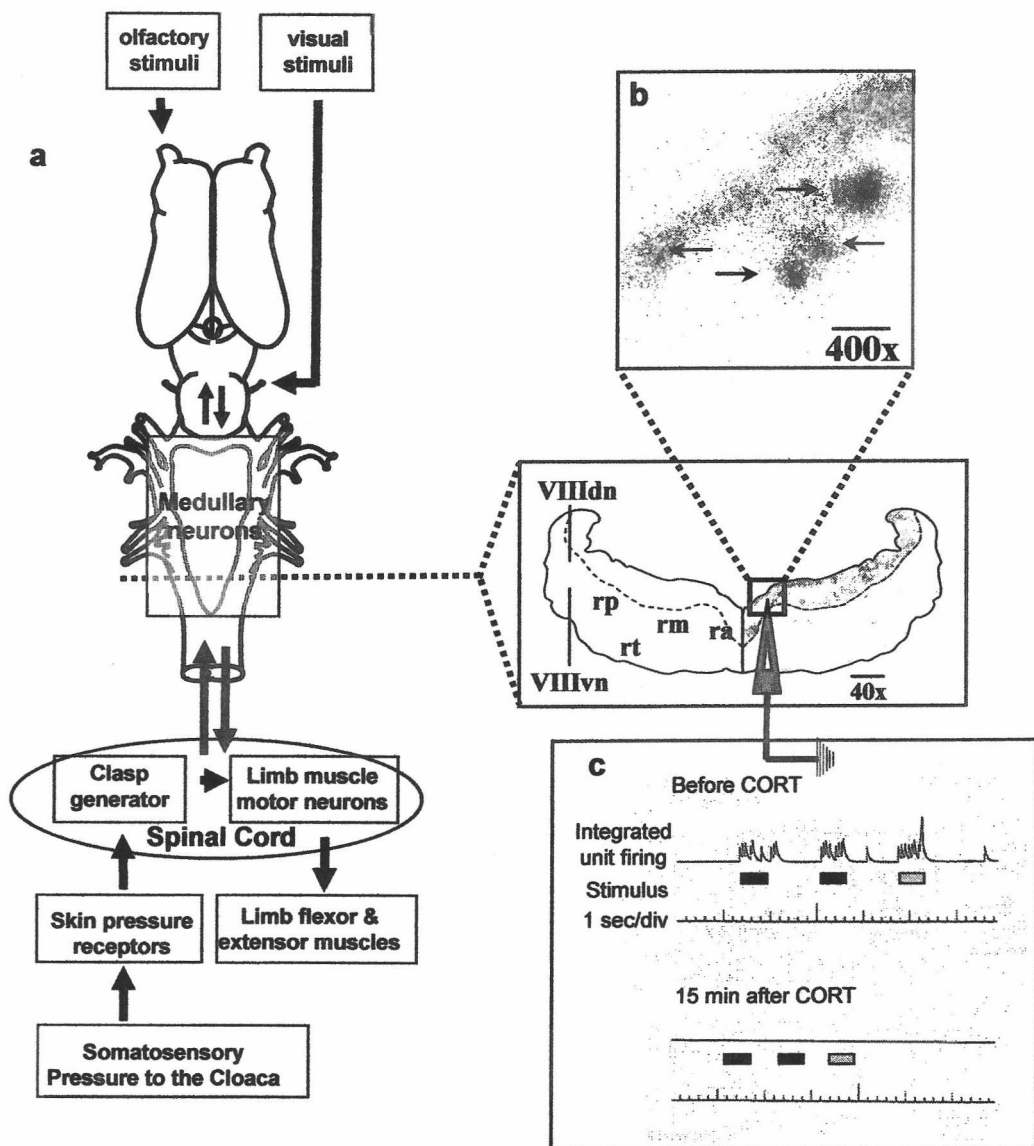 olfactory
stimuli
visual
stimuli
a
Medullary
neurons
Clasp
generator
Limb muscle
motor neurons
Spinal Cord
Skin pressure
receptors
Limb flexor &
extensor muscles
Somatosensory
Pressure to the Cloaca
b
400x
VIIIdn
rp
rm
ra
rt
VIIIvn
40x
c
Before CORT
Integrated
unit firing
Stimulus
1 sec/div
15 min after CORT